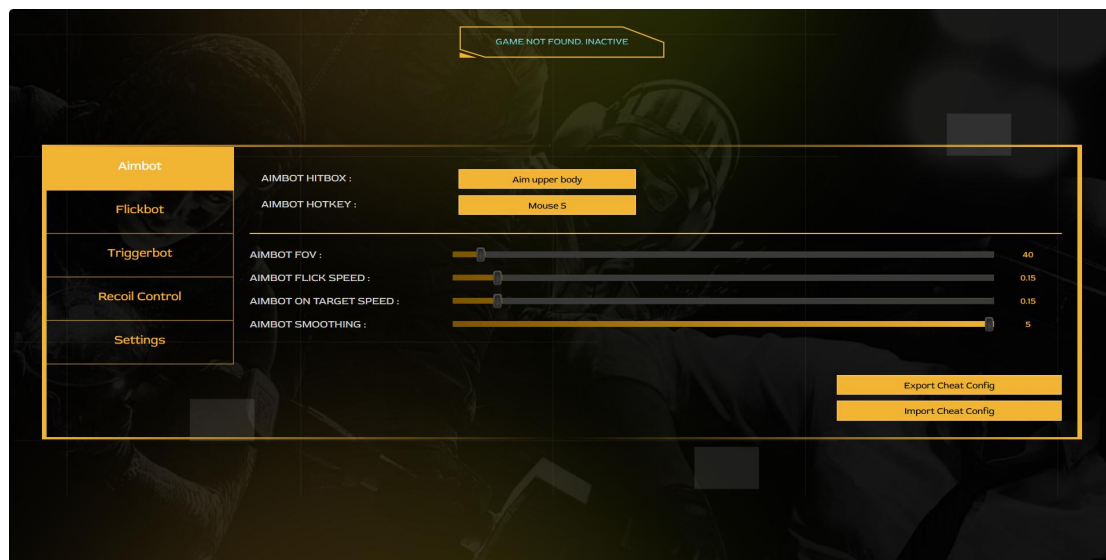 GAME NOT FOUND. INACTIVE
Aimbot
Flickbot
Triggerbot
Recoil Control
Settings
AIMBOT HITBOX : Aim upper body
AIMBOT HOTKEY : Mouse 5
AIMBOT FOV : 40
AIMBOT FLICK SPEED : 0.15
AIMBOT ON TARGET SPEED : 0.15
AIMBOT SMOOTHING : 5
Export Cheat Config
Import Cheat Config